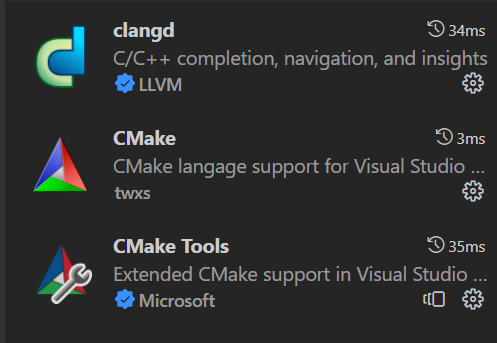 clangd 34ms
C/C++ completion, navigation, and insights
LLVM
CMake 3ms
CMake langage support for Visual Studio ...
twxs
CMake Tools 35ms
Extended CMake support in Visual Studio ...
Microsoft